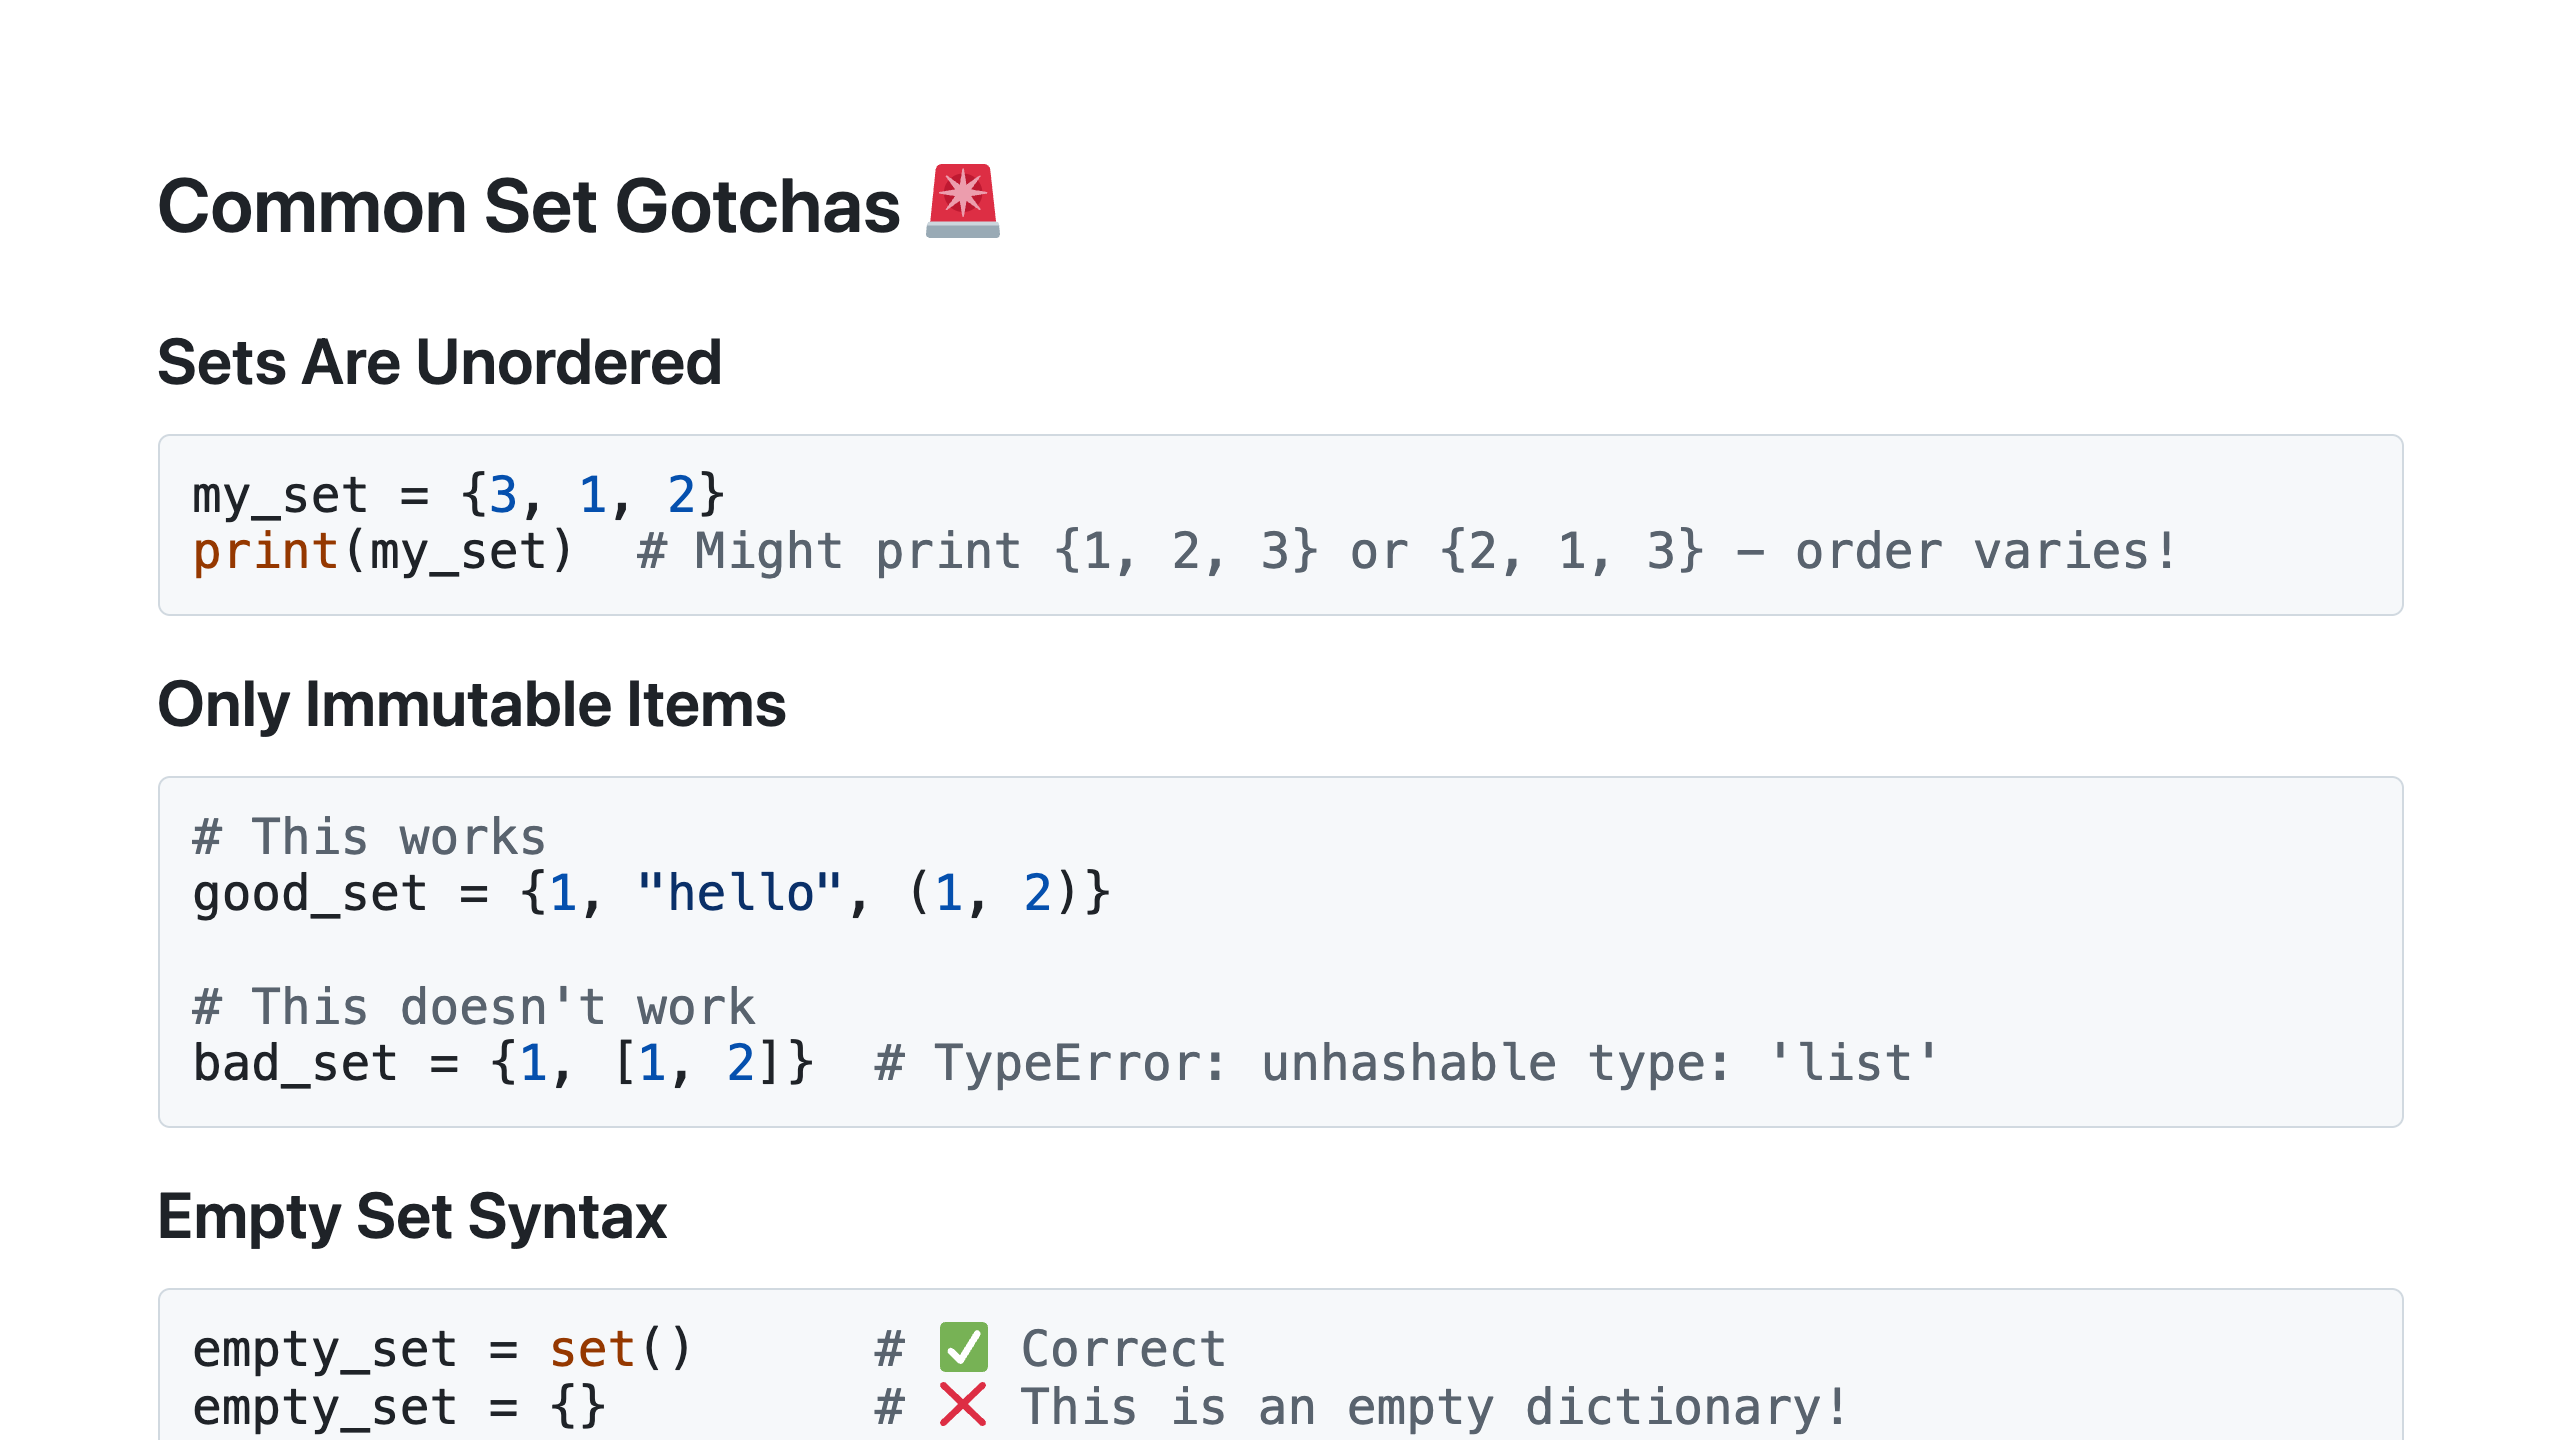 Common Set Gotchas 🚨
Sets Are Unordered
my_set = {3, 1, 2}
print(my_set)  # Might print {1, 2, 3} or {2, 1, 3} - order varies!
Only Immutable Items
# This works
good_set = {1, "hello", (1, 2)}
# This doesn't work
bad_set = {1, [1, 2]}  # TypeError: unhashable type: 'list'
Empty Set Syntax
empty_set = set()      # ✅ Correct
empty_set = {}         # ❌ This is an empty dictionary!